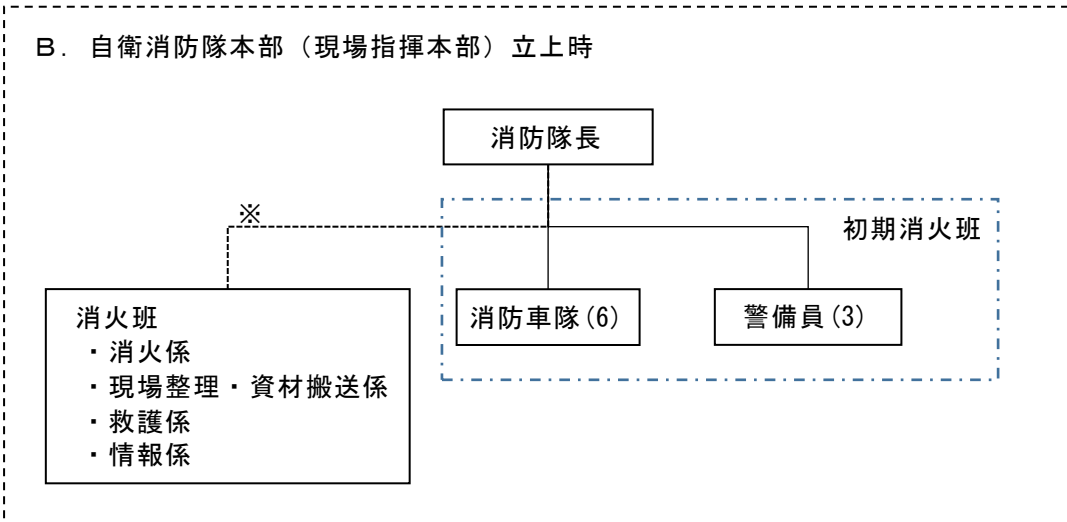 Ｂ．自衛消防隊本部（現場指揮本部）立上時
消防隊長
※
初期消火班
消火班
・消火係
・現場整理・資材搬送係
・救護係
・情報係
消防車隊(6)
警備員(3)